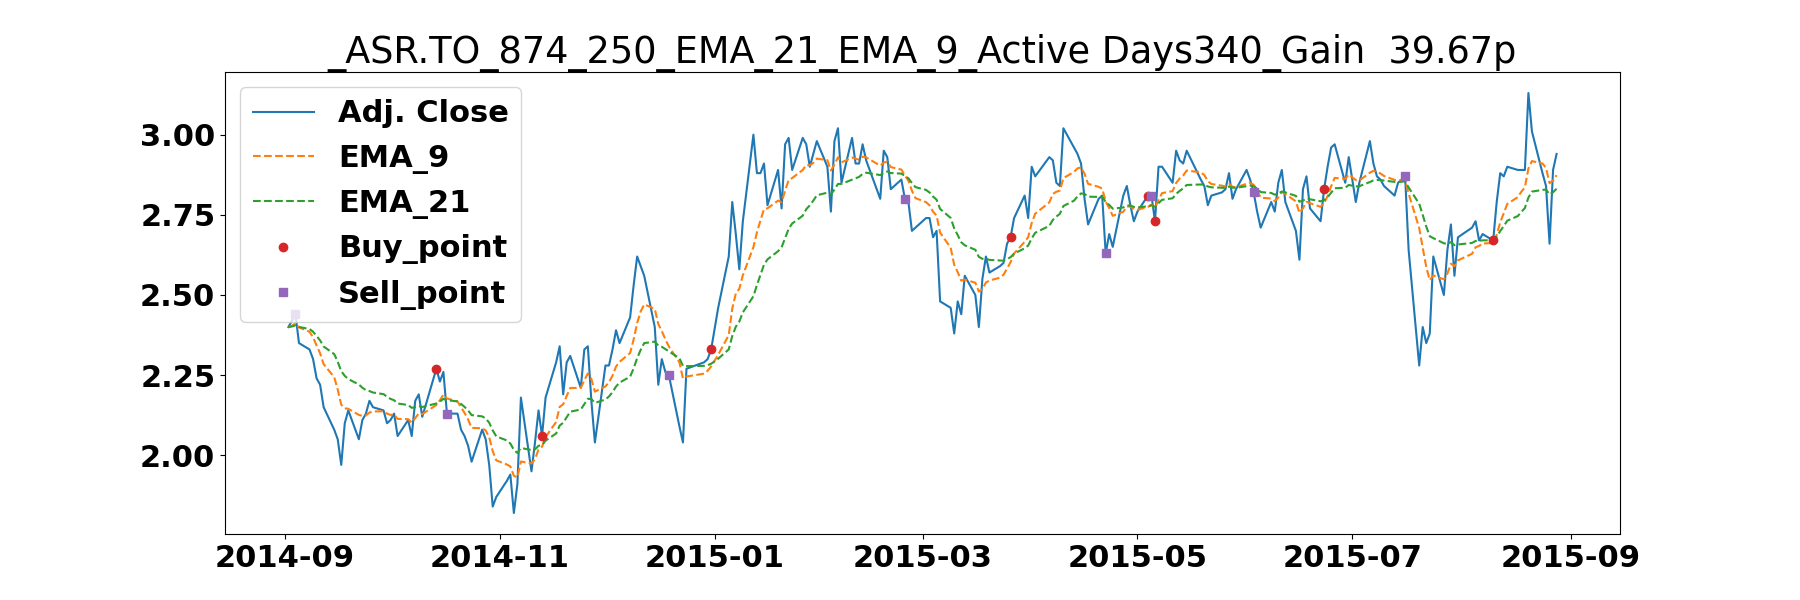 _ASR.TO_874_250_EMA_21_EMA_9_Active Days340_Gain  39.67p
Adj. Close
EMA_9
EMA_21
Buy_point
Sell_point
3.00
2.75
2.50
2.25
2.00
2014-09 2014-11 2015-01 2015-03 2015-05 2015-07 2015-09